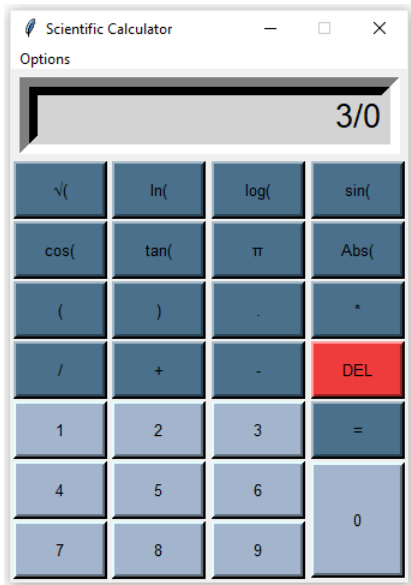 Scientific Calculator
Options
3/0
√( ln( log( sin(
cos( tan( π Abs(
( ) . *
/ + - DEL
1 2 3 =
4 5 6
0
7 8 9